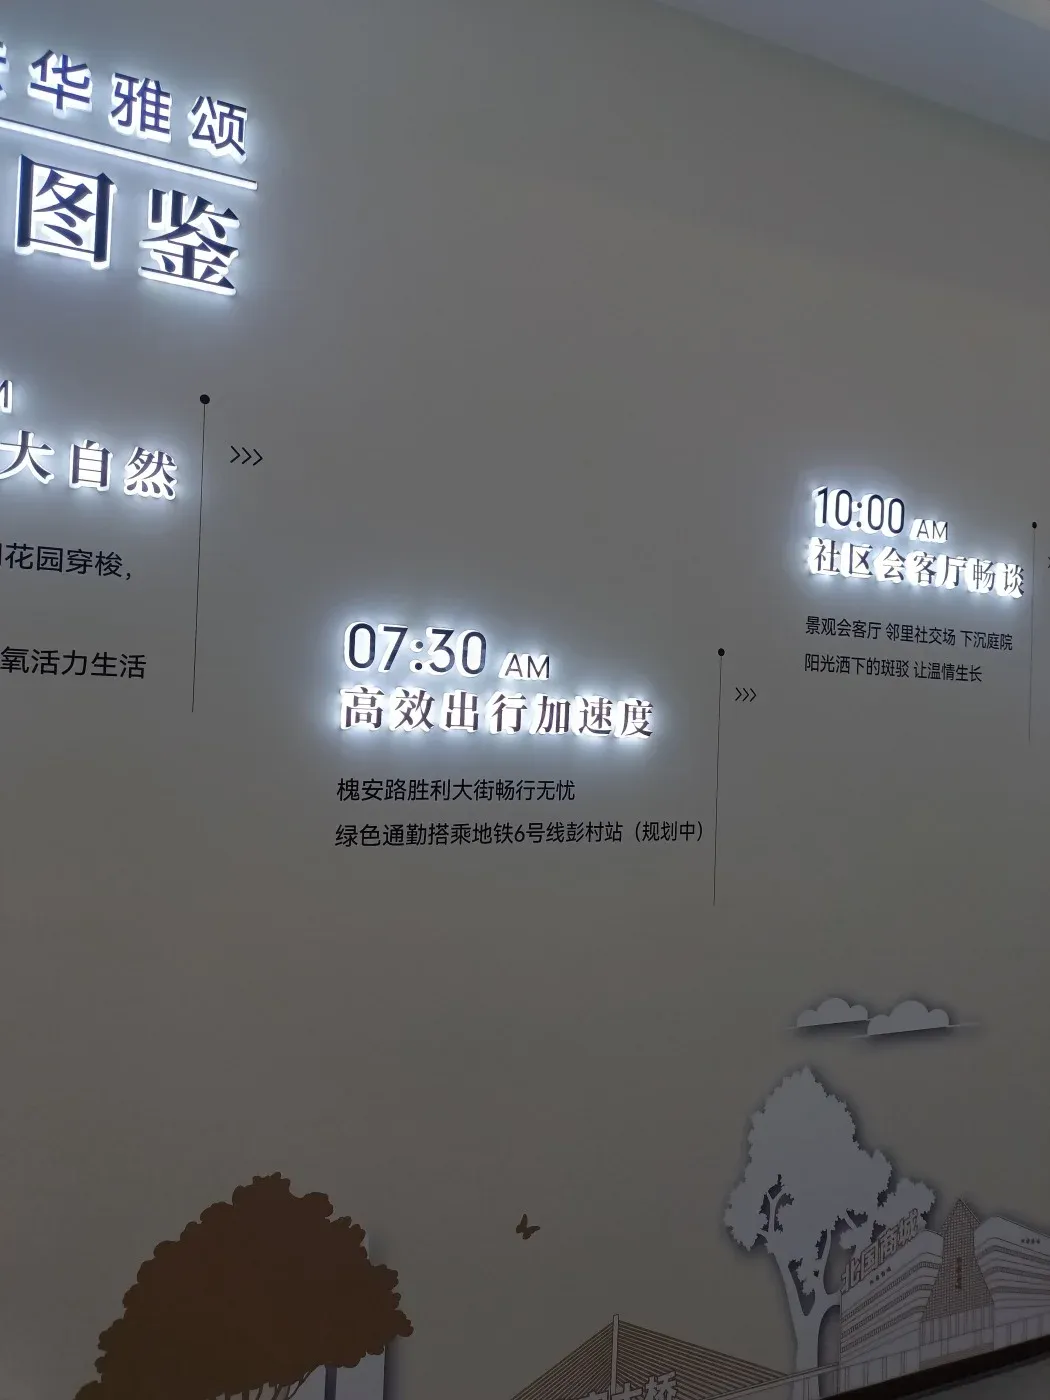 华雅颂
图鉴
大自然
花园穿梭，
氧活力生活
07:30 AM
高效出行加速度
槐安路胜利大街畅行无忧
绿色通勤搭乘地铁6号线彭村站（规划中）
10:00 AM
社区会客厅畅谈
景观会客厅 邻里社交场 下沉庭院
阳光洒下的斑驳 让温情生长
北国商城